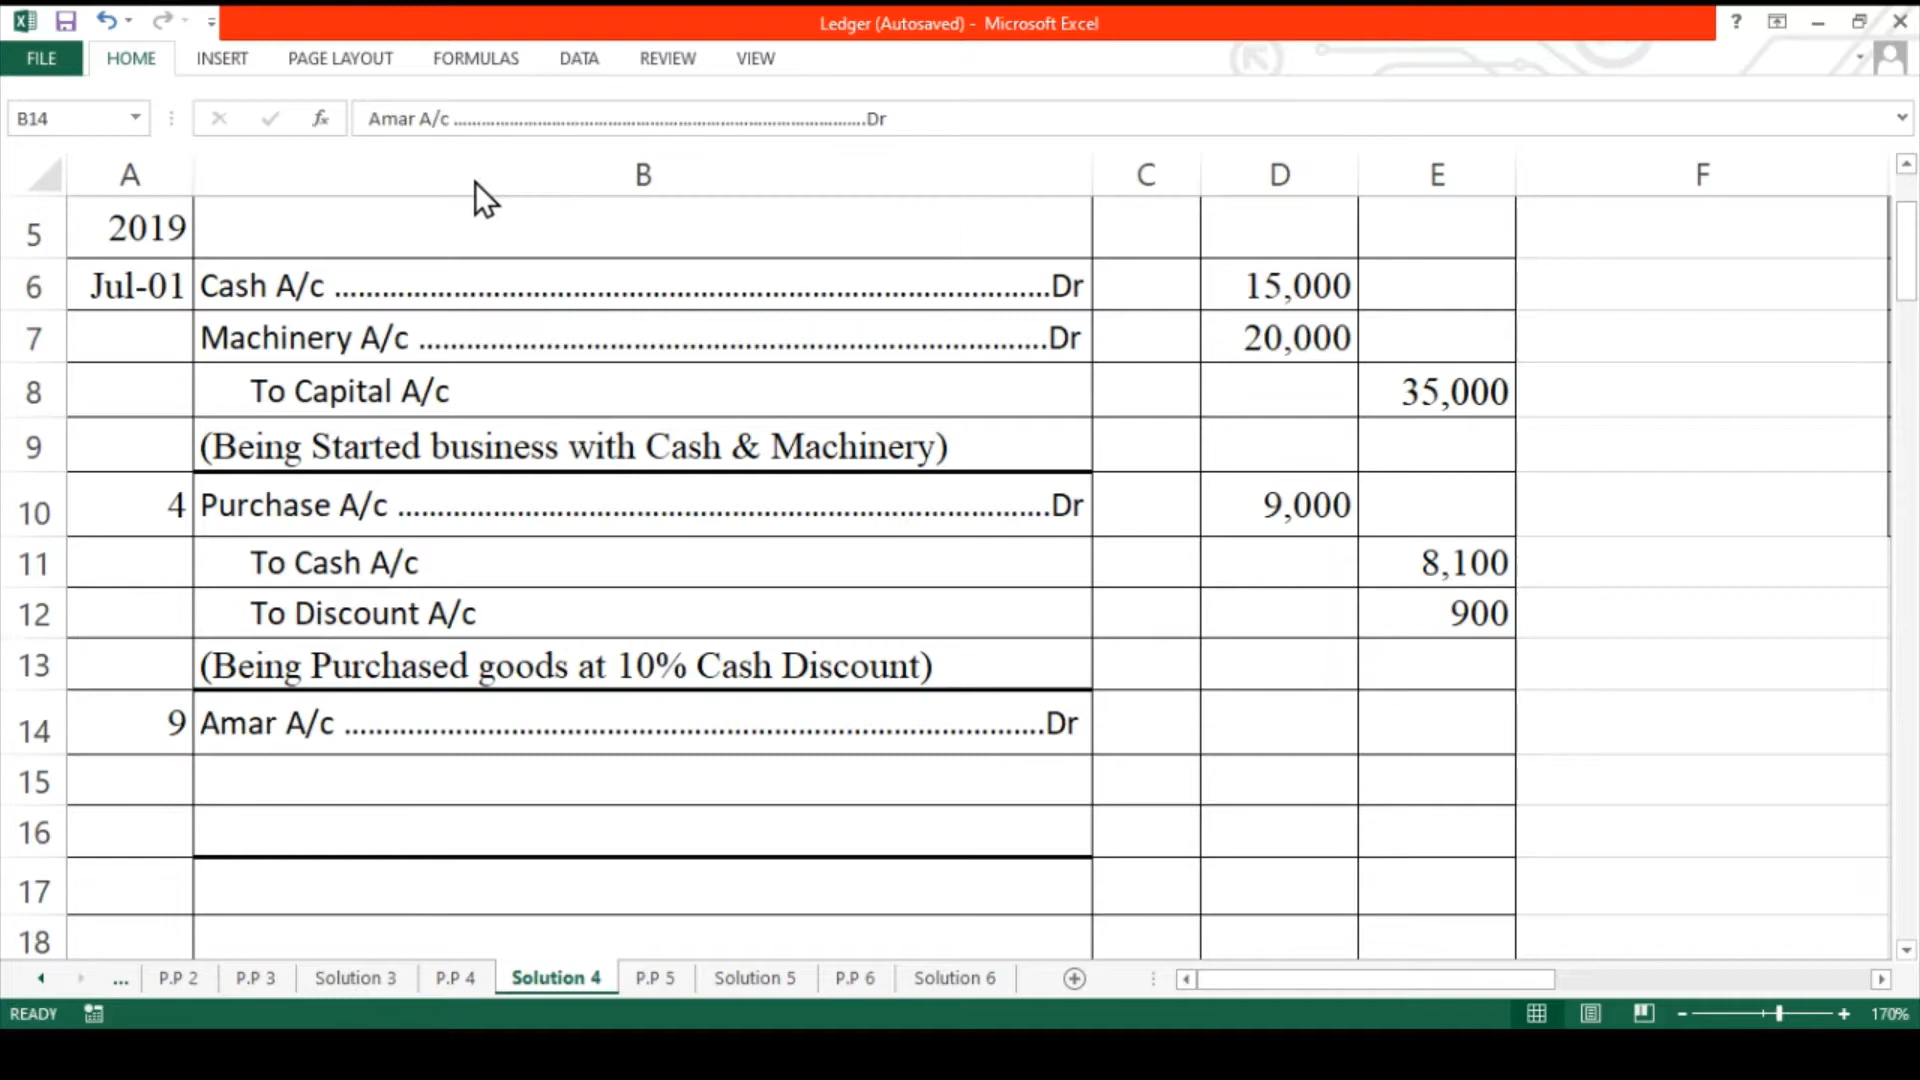 Ledger (Autosaved) - Microsoft Excel
FILE HOME INSERT PAGE LAYOUT FORMULAS DATA REVIEW VIEW
B14 fx Amar A/c ........................................................................................Dr
A B C D E F
5 2019
6 Jul-01 Cash A/c ........................................................................................Dr 15,000
7 Machinery A/c ..............................................................................Dr 20,000
8 To Capital A/c 35,000
9 (Being Started business with Cash & Machinery)
10 4 Purchase A/c .................................................................................Dr 9,000
11 To Cash A/c 8,100
12 To Discount A/c 900
13 (Being Purchased goods at 10% Cash Discount)
14 9 Amar A/c .......................................................................................Dr
15
16
17
18
... P.P 2 P.P 3 Solution 3 P.P 4 Solution 4 P.P 5 Solution 5 P.P 6 Solution 6
READY 170%